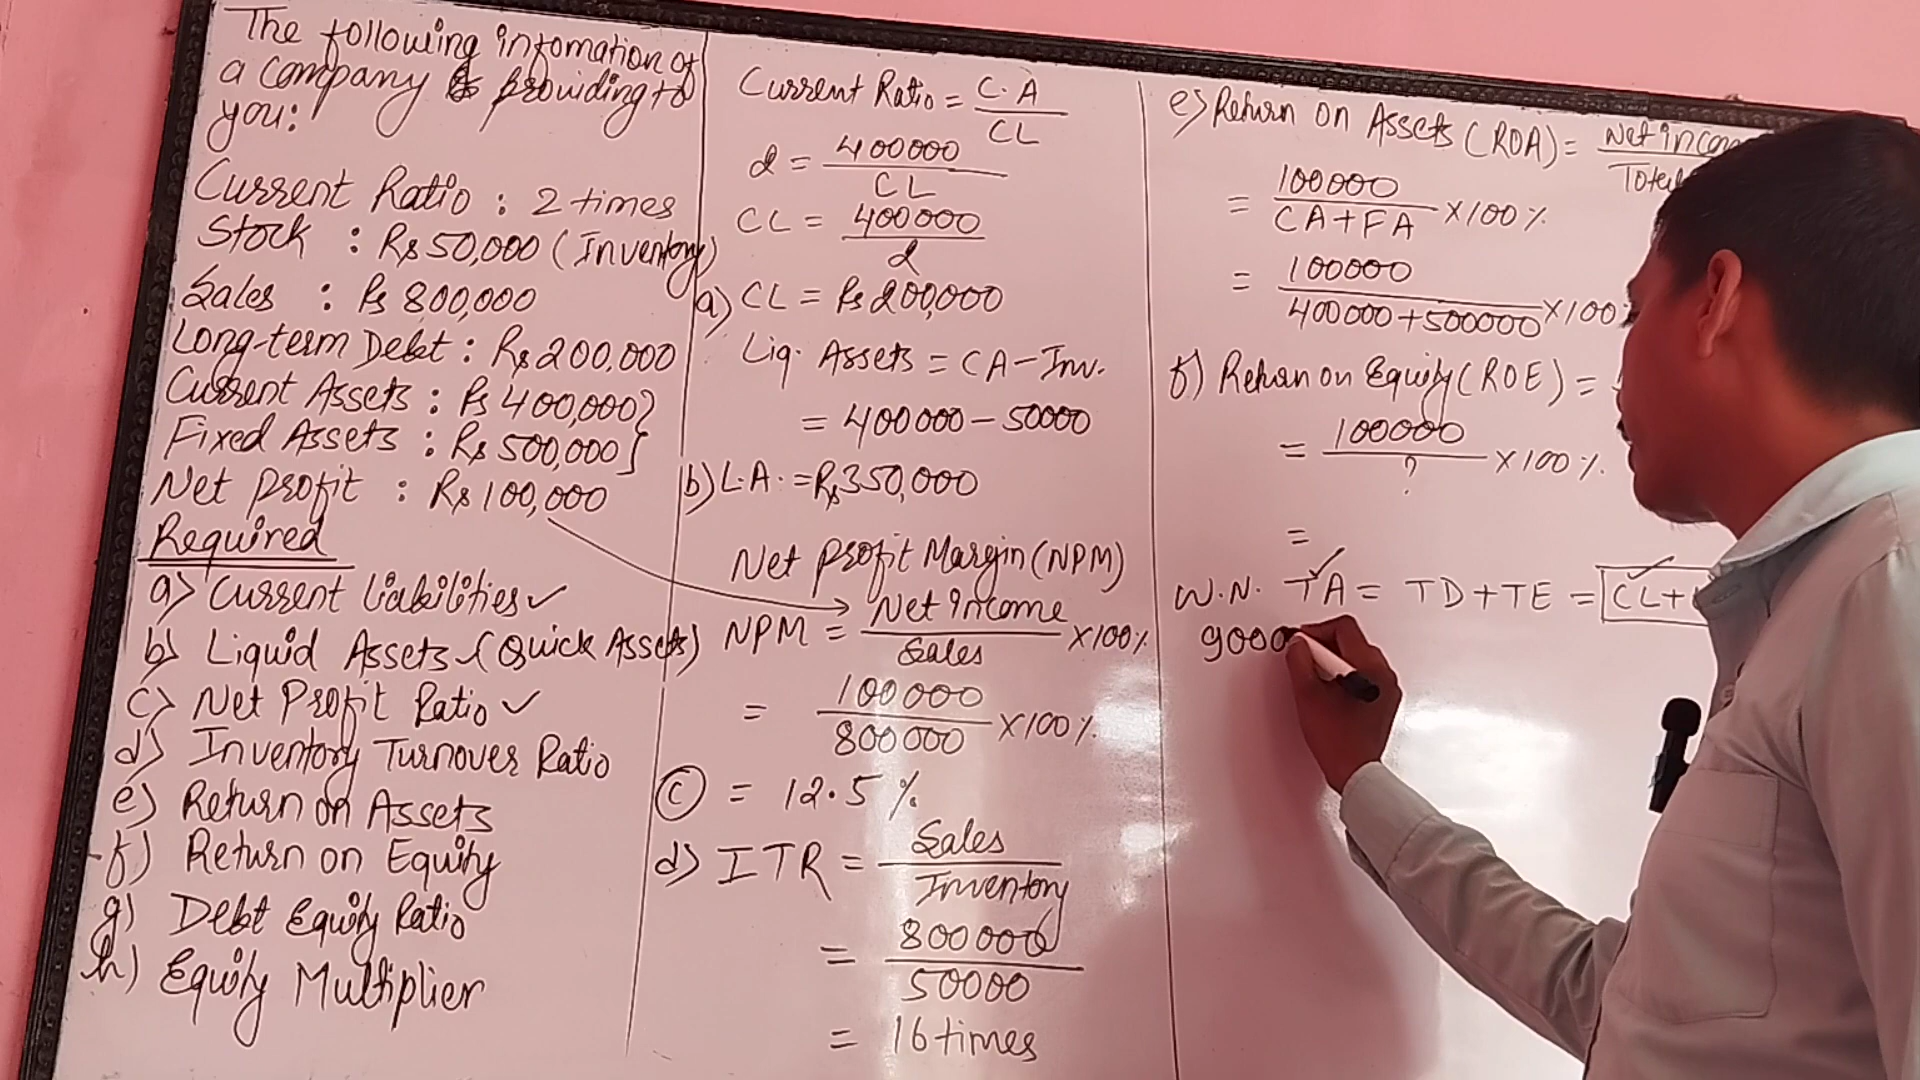 The following infomation of
a company is providing to
you:
Current Ratio : 2 times
Stock : Rs 50,000 (Inventory)
Sales : Rs 800,000
Long-term Debt : Rs 200,000
Current Assets : Rs 400,000}
Fixed Assets : Rs 500,000}
Net profit : Rs 100,000
Required
a) Current liabilities ✓
b) Liquid Assets ✓ (Quick Assets)
c) Net Profit Ratio ✓
d) Inventory Turnover Ratio
e) Return on Assets
f) Return on Equity
g) Debt Equity Ratio
h) Equity Multiplier
Current Ratio = C.A / CL
2 = 400000 / CL
CL = 400000 / 2
a) CL = Rs 200,000
Liq. Assets = CA - Inv.
= 400000 - 50000
b) L.A. = Rs 350,000
Net Profit Margin (NPM)
NPM = Net Income / Sales ×100%
= 100000 / 800000 ×100%
(c) = 12.5 %
d) ITR = Sales / Inventory
= 800000 / 50000
= 16 times
e) Return on Assets (ROA) = Net / 
= 100000 / CA+FA ×100%
= 100000 / 400000+500000 ×100
f) Return on Equity (ROE) =
= 100000 / ? ×100%
=
W.N. TA = TD+TE = CL+
9000